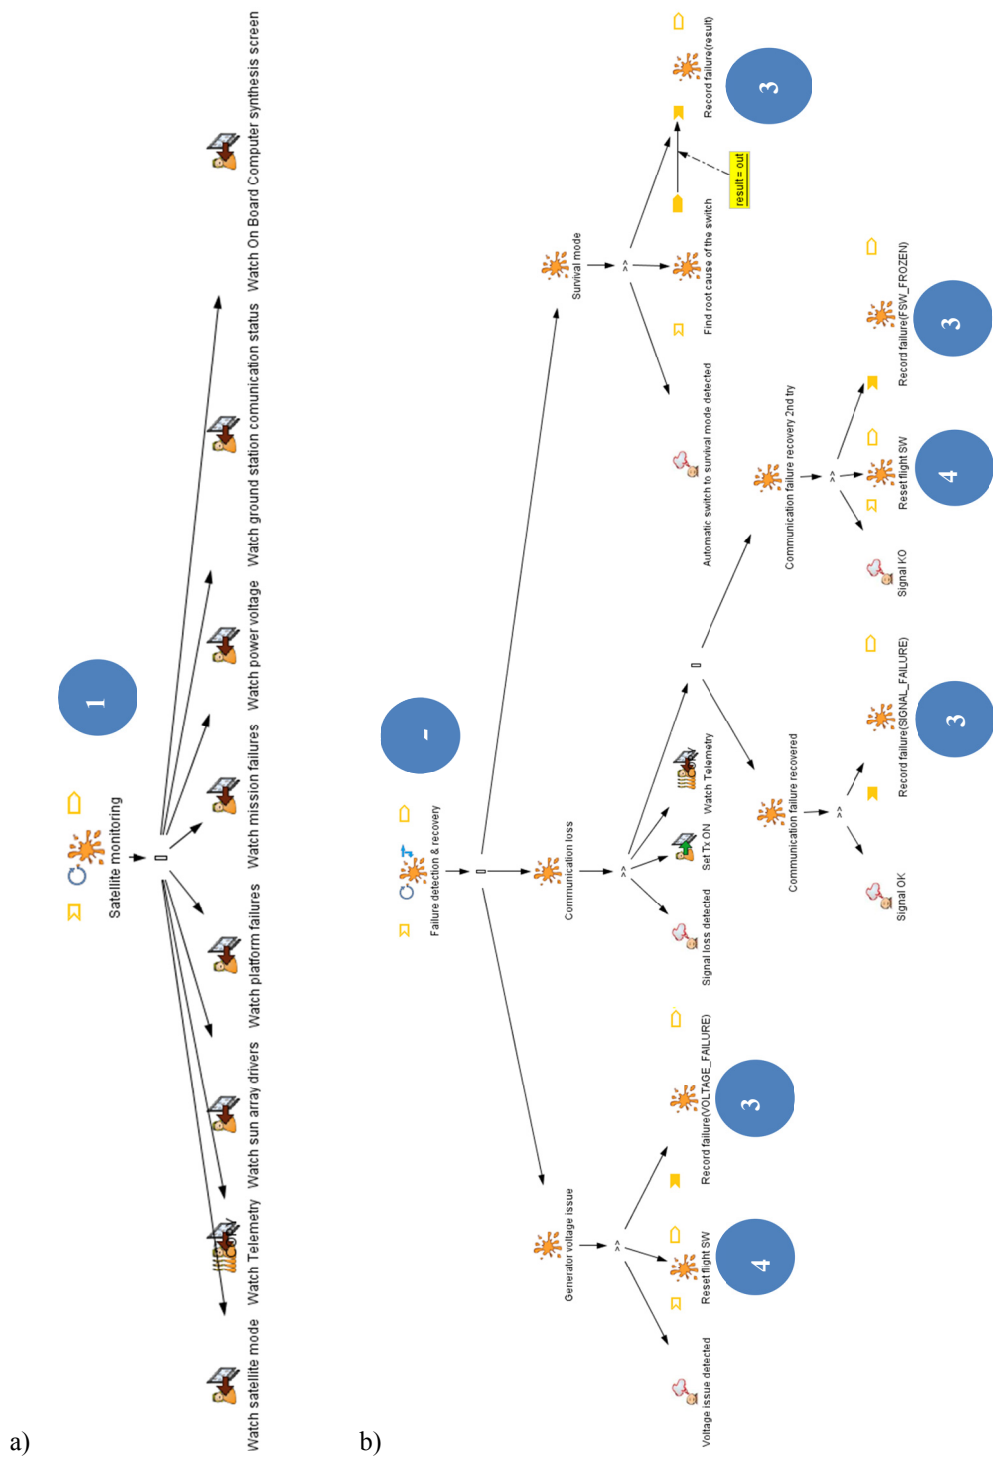 a)
1
Satellite monitoring
[]
Watch satellite mode
Watch Telemetry
COPY
Watch sun array drivers
Watch platform failures
Watch mission failures
Watch power voltage
Watch ground station comunication status
Watch On Board Computer synthesis screen
b)
-
Failure detection & recovery
[]
Generator voltage issue
>>
Voltage issue detected
Reset flight SW
4
Record failure(VOLTAGE_FAILURE)
3
Communication loss
>>
Signal loss detected
Set Tx ON
Watch Telemetry
COPY
[]
Communication failure recovered
>>
Signal OK
Record failure(SIGNAL_FAILURE)
3
Communication failure recovery 2nd try
>>
Signal KO
Reset flight SW
4
Record failure(FSW_FROZEN)
3
Survival mode
>>
Automatic switch to survival mode detected
Find root cause of the switch
result = out
Record failure(result)
3